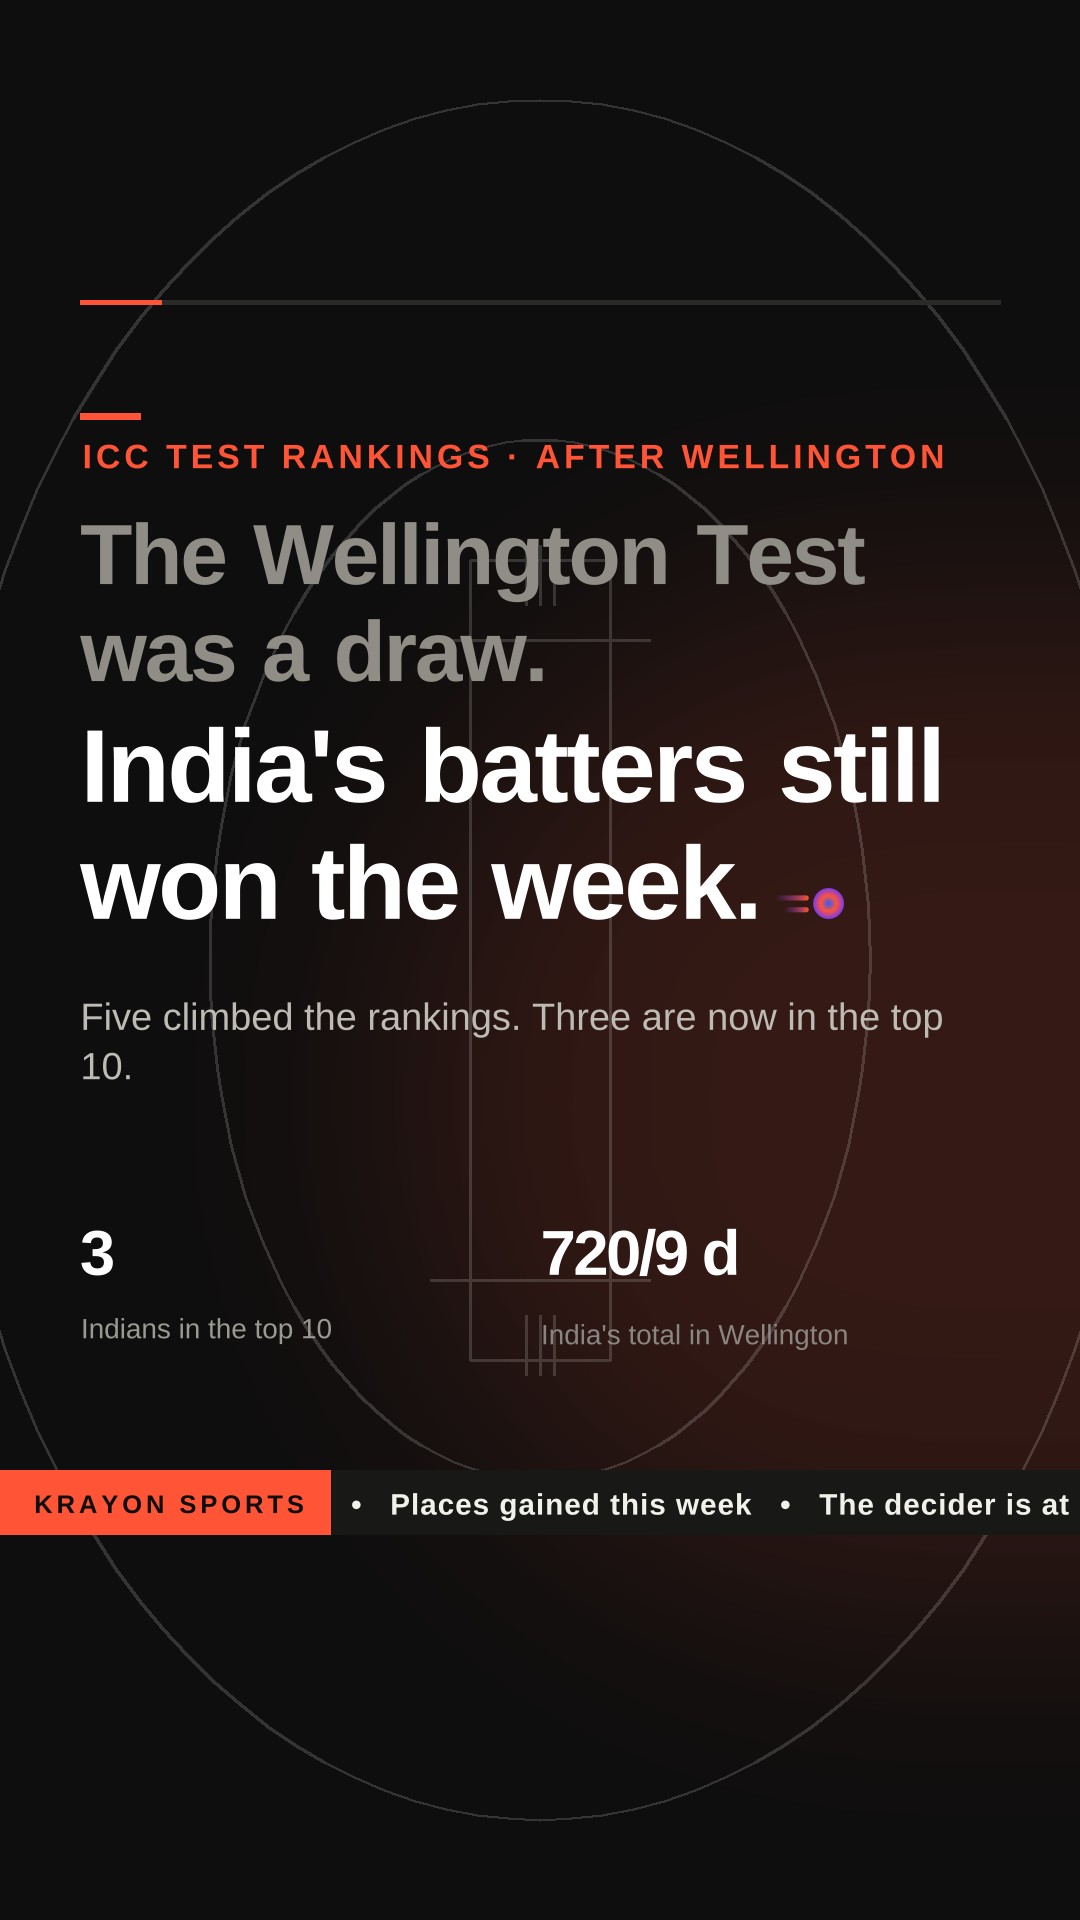 ICC TEST RANKINGS · AFTER WELLINGTON
The Wellington Test
was a draw.
India's batters still
won the week.
Five climbed the rankings. Three are now in the top
10.
3
Indians in the top 10
720/9 d
India's total in Wellington
KRAYON SPORTS • Places gained this week • The decider is at